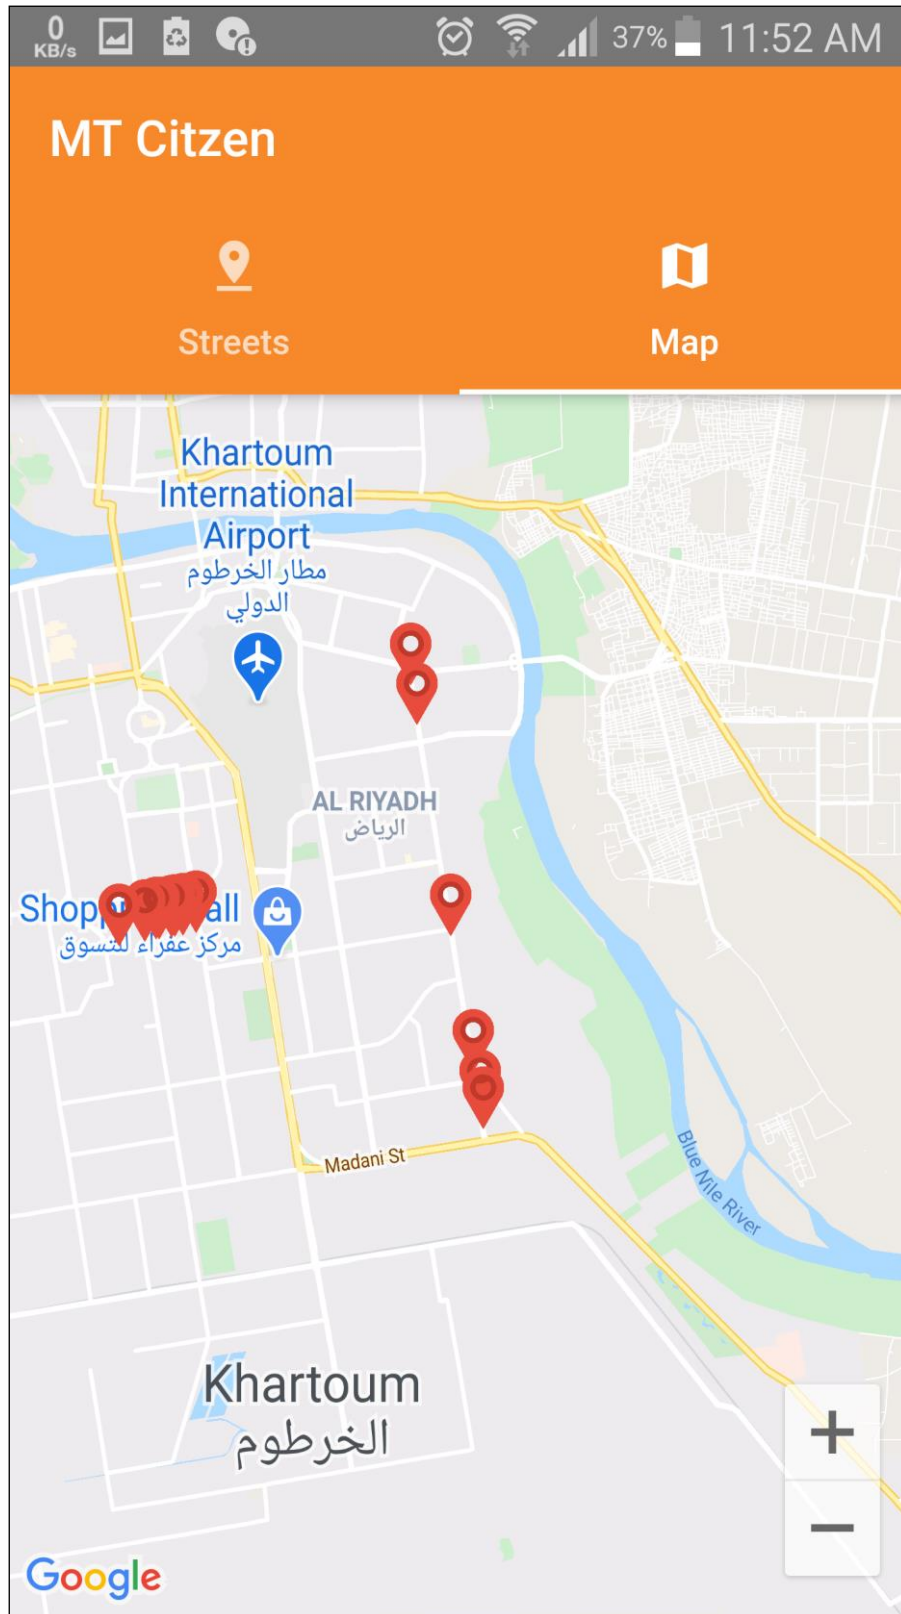 0
KB/s
37%
11:52 AM
MT Citzen
Streets
Map
Khartoum
International
Airport
مطار الخرطوم
الدولي
AL RIYADH
الرياض
مركز عفراء للتسوق
Madani St
Blue Nile River
Khartoum
الخرطوم
+
−
Google